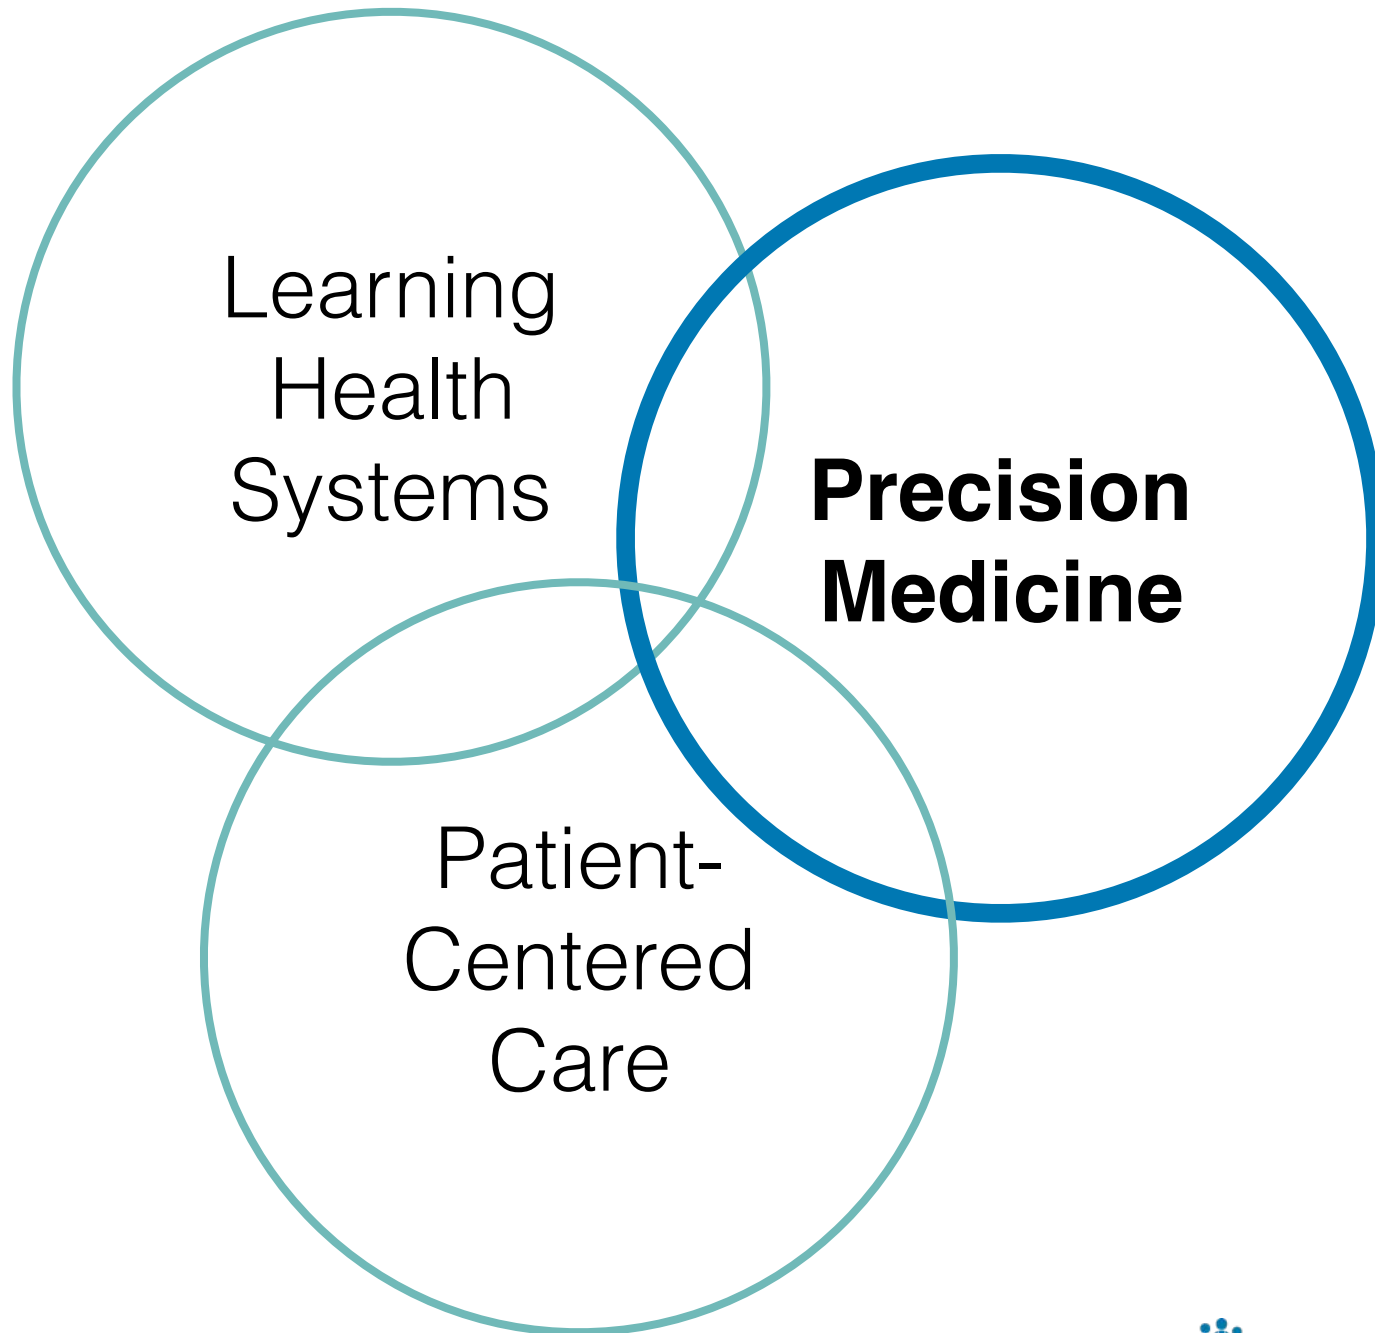 Learning
Health
Systems
Precision
Medicine
Patient-
Centered
Care